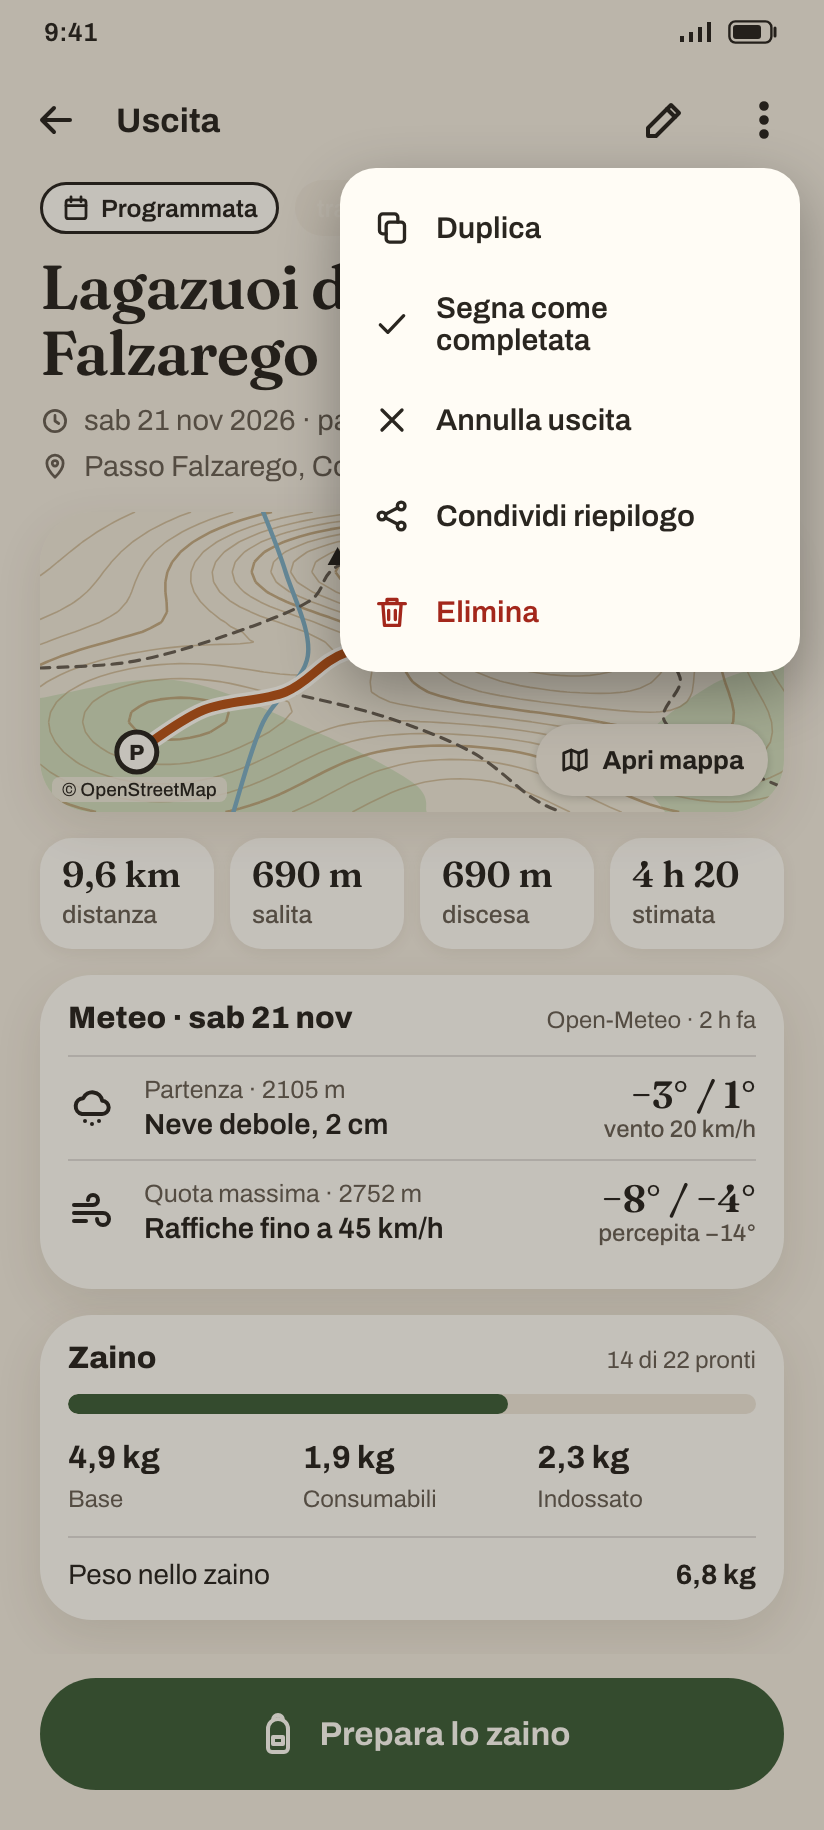 9:41
Uscita
Programmata
Lagazuoi d
Falzarego
sab 21 nov 2026 · pa
Passo Falzarego, Co
Duplica
Segna come
completata
Annulla uscita
Condividi riepilogo
Elimina
P
© OpenStreetMap
Apri mappa
9,6 km
distanza
690 m
salita
690 m
discesa
4 h 20
stimata
Meteo · sab 21 nov
Open-Meteo · 2 h fa
Partenza · 2105 m
Neve debole, 2 cm
−3° / 1°
vento 20 km/h
Quota massima · 2752 m
Raffiche fino a 45 km/h
−8° / −4°
percepita −14°
Zaino
14 di 22 pronti
4,9 kg
Base
1,9 kg
Consumabili
2,3 kg
Indossato
Peso nello zaino
6,8 kg
Prepara lo zaino